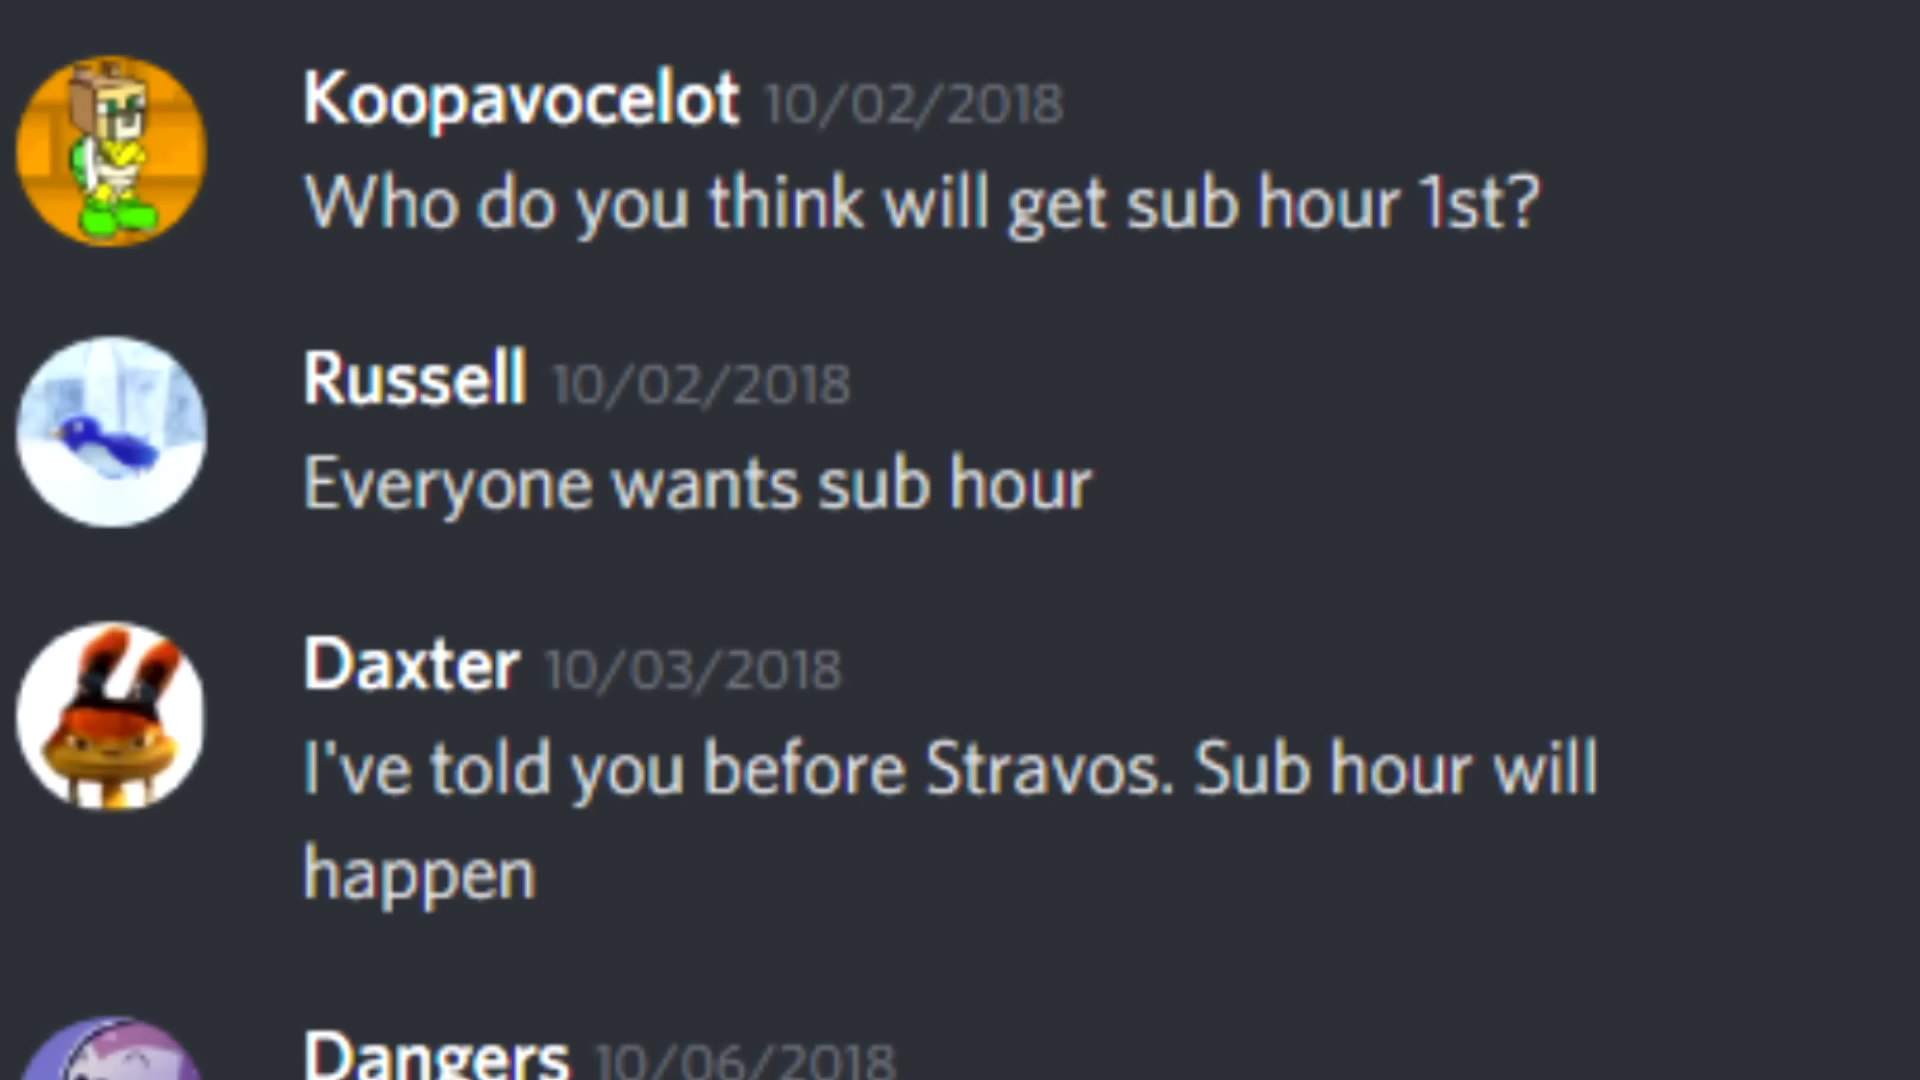 Koopavocelot 10/02/2018
Who do you think will get sub hour 1st?
Russell 10/02/2018
Everyone wants sub hour
Daxter 10/03/2018
I've told you before Stravos. Sub hour will
happen
Dangers 10/06/2018